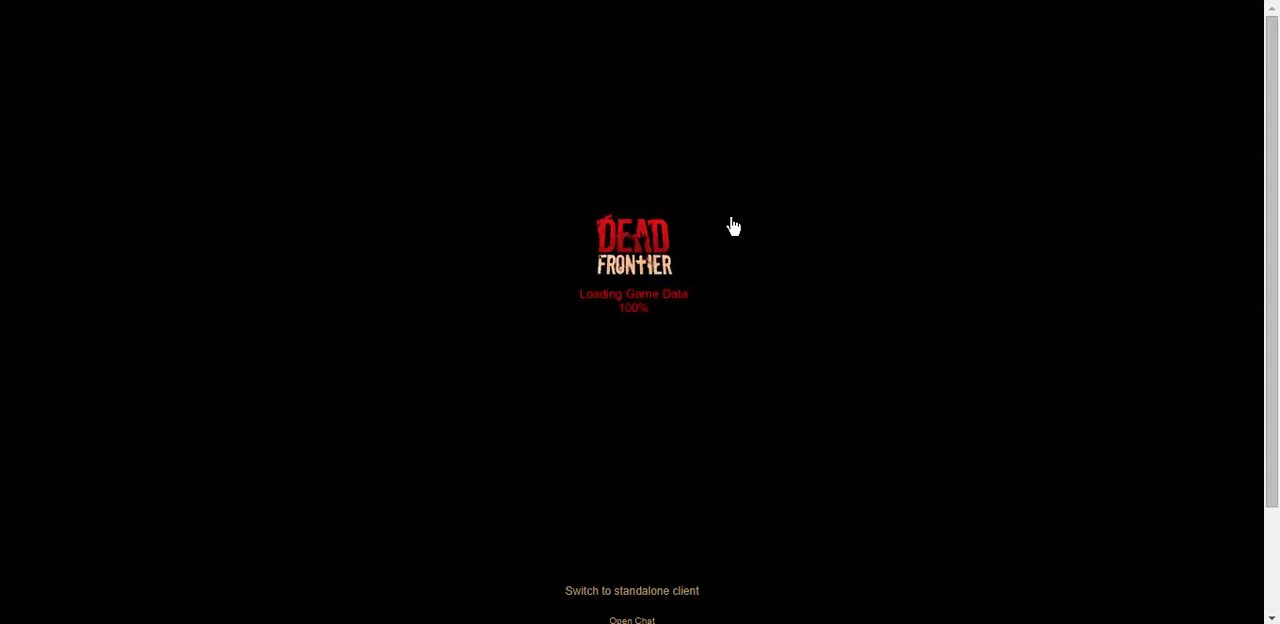 DEAD
FRONTIER
Loading Game Data
100%
Switch to standalone client
Open Chat